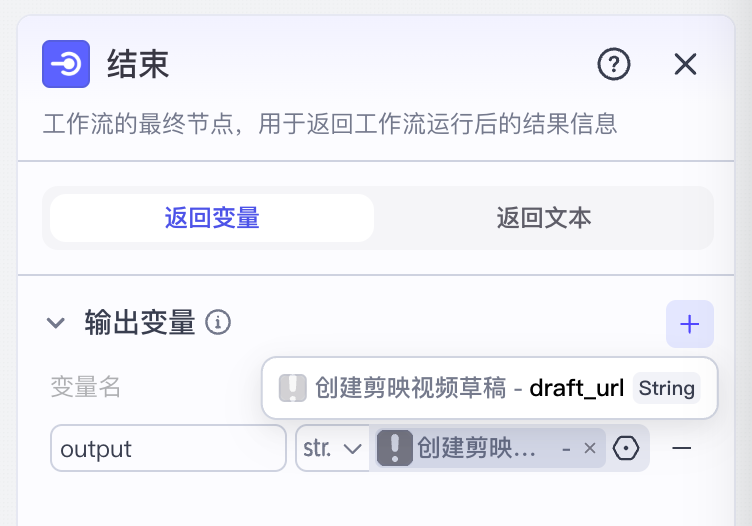 结束
工作流的最终节点，用于返回工作流运行后的结果信息
返回变量 返回文本
输出变量
变量名
创建剪映视频草稿 - draft_url String
output str. 创建剪映... -